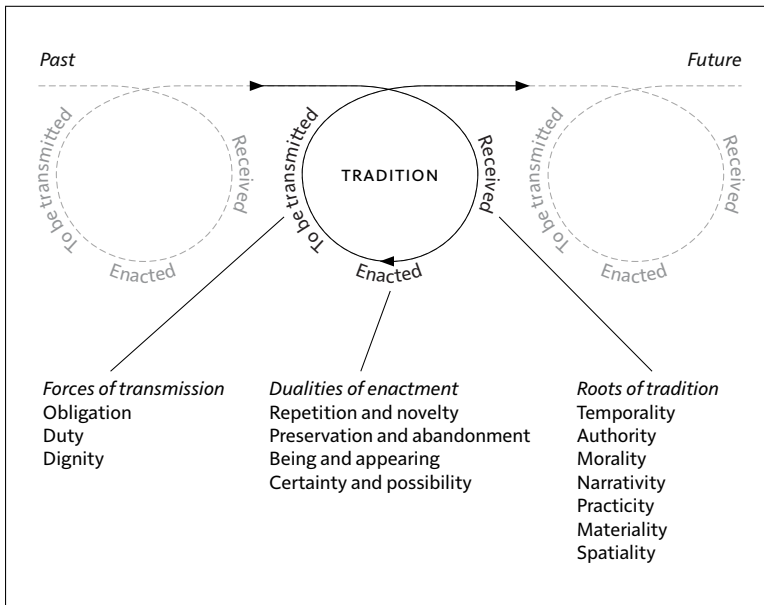 Past
Future
To be transmitted
Received
Enacted
To be transmitted
TRADITION
Received
Enacted
To be transmitted
Received
Enacted
Forces of transmission
Obligation
Duty
Dignity
Dualities of enactment
Repetition and novelty
Preservation and abandonment
Being and appearing
Certainty and possibility
Roots of tradition
Temporality
Authority
Morality
Narrativity
Practicity
Materiality
Spatiality